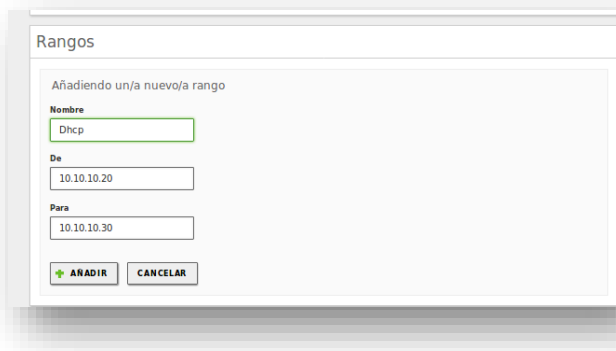 Rangos
Añadiendo un/a nuevo/a rango
Nombre
Dhcp
De
10.10.10.20
Para
10.10.10.30
AÑADIR CANCELAR